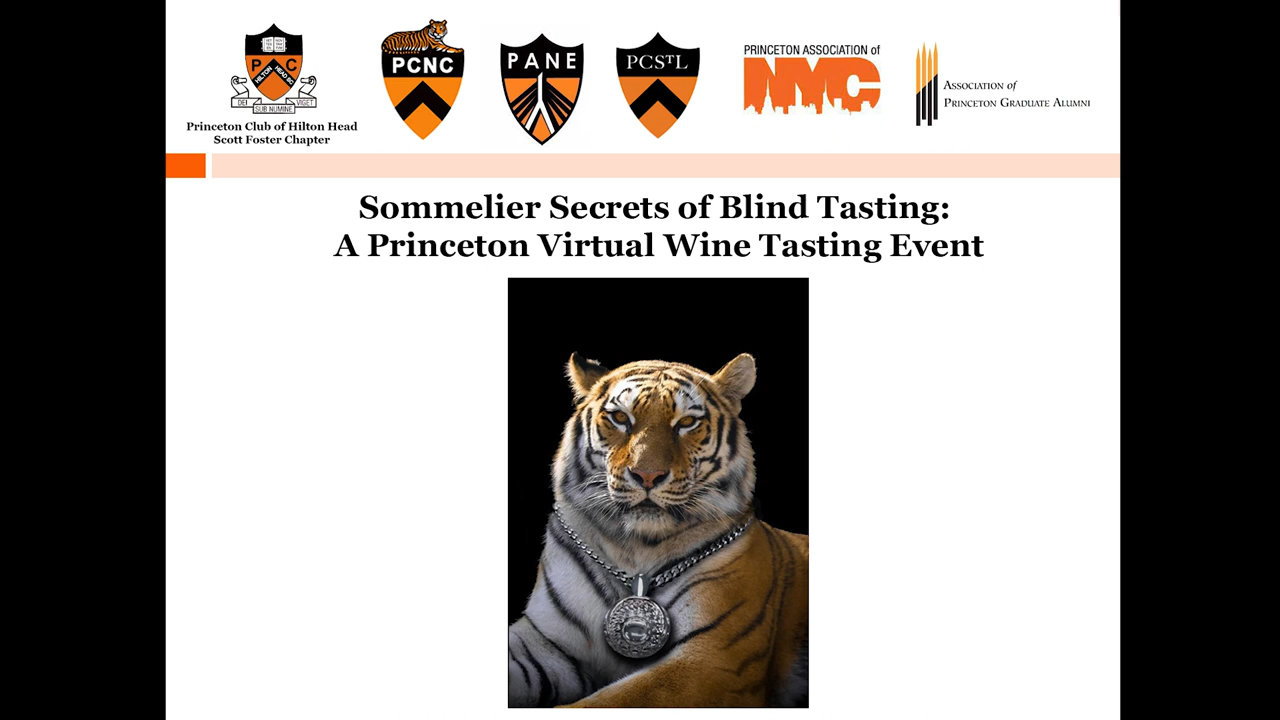 P C
HILTON HEAD SC
DEI SUB NUMINE VIGET
Princeton Club of Hilton Head
Scott Foster Chapter
PCNC
PANE
PCSTL
PRINCETON ASSOCIATION of
NYC
ASSOCIATION of
PRINCETON GRADUATE ALUMNI
Sommelier Secrets of Blind Tasting:
A Princeton Virtual Wine Tasting Event